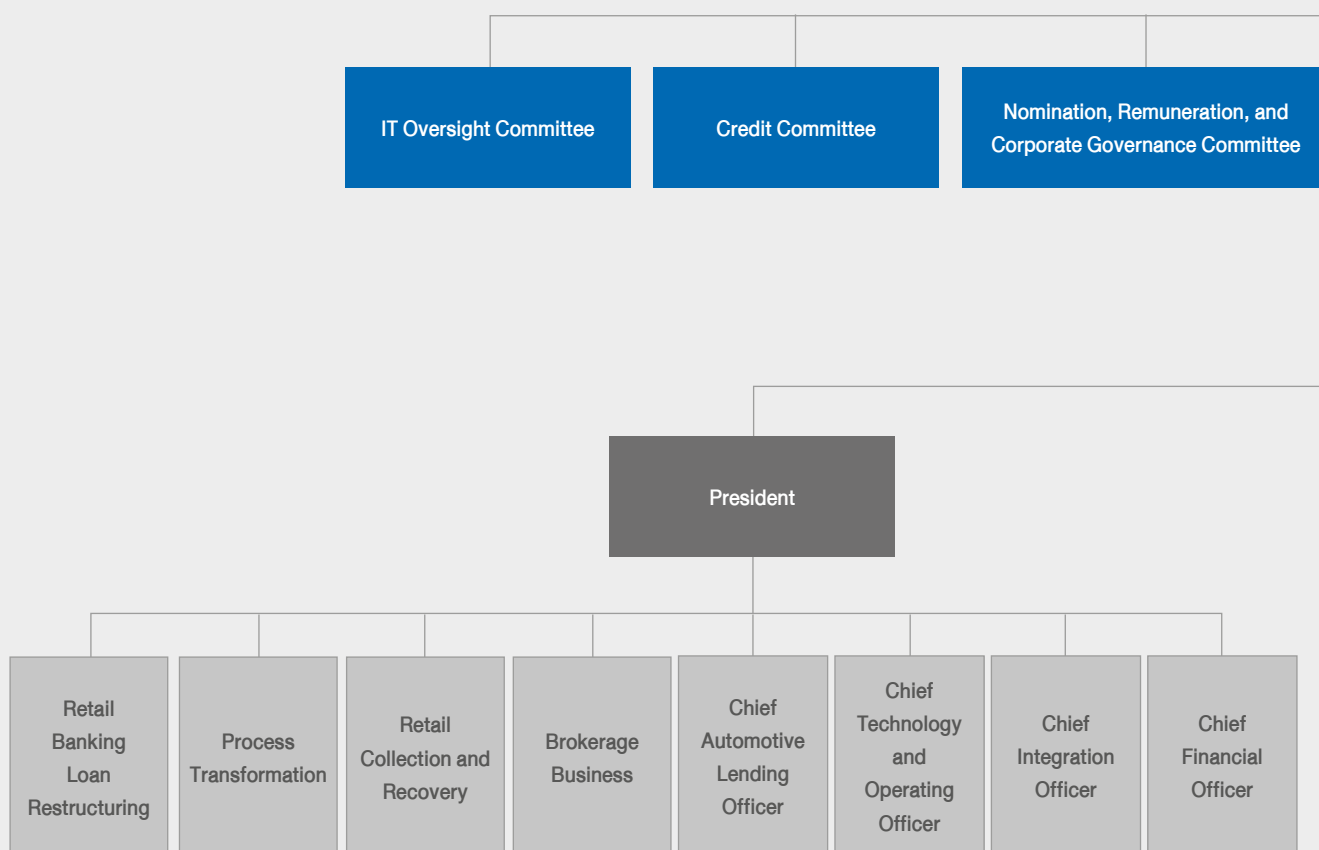 IT Oversight Committee
Credit Committee
Nomination, Remuneration, and
Corporate Governance Committee
President
Retail
Banking
Loan
Restructuring
Process
Transformation
Retail
Collection and
Recovery
Brokerage
Business
Chief
Automotive
Lending
Officer
Chief
Technology
and
Operating
Officer
Chief
Integration
Officer
Chief
Financial
Officer